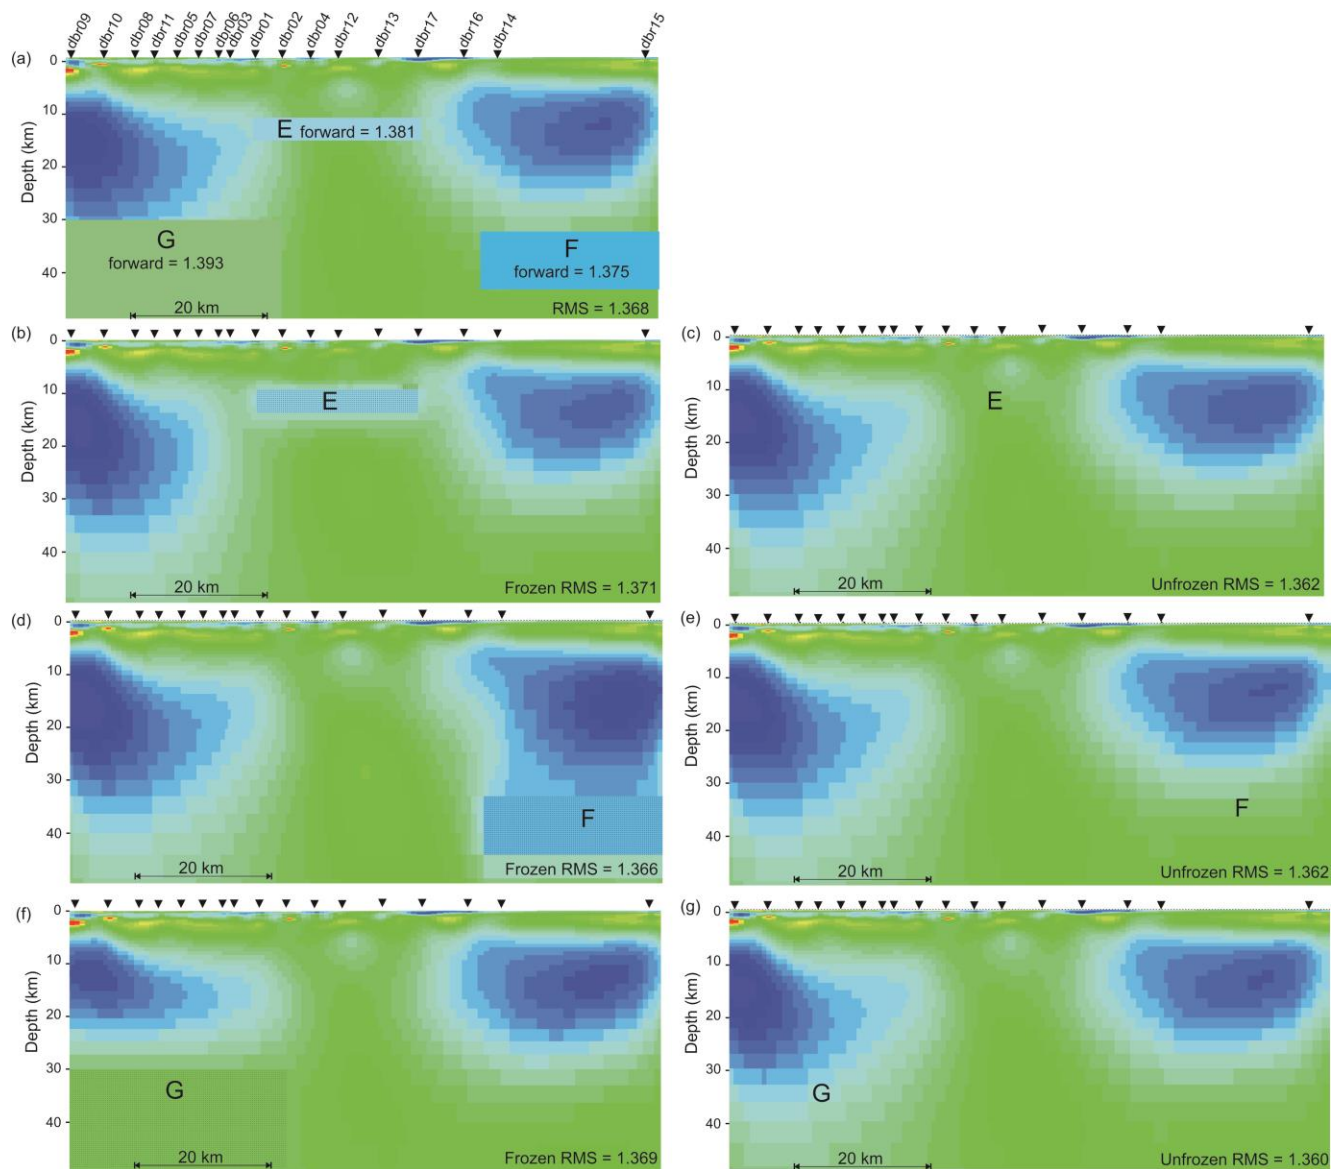 dbr09 dbr10 dbr08 dbr11 dbr05 dbr07 dbr06 dbr03 dbr01 dbr02 dbr04 dbr12 dbr13 dbr17 dbr16 dbr14 dbr15
(a)
0
10
20
30
40
Depth (km)
E forward = 1.381
G
forward = 1.393
F
forward = 1.375
20 km
RMS = 1.368
(b)
0
10
20
30
40
Depth (km)
E
20 km
Frozen RMS = 1.371
(c)
0
10
20
30
40
Depth (km)
E
20 km
Unfrozen RMS = 1.362
(d)
0
10
20
30
40
Depth (km)
F
20 km
Frozen RMS = 1.366
(e)
0
10
20
30
40
Depth (km)
F
20 km
Unfrozen RMS = 1.362
(f)
0
10
20
30
40
Depth (km)
G
20 km
Frozen RMS = 1.369
(g)
0
10
20
30
40
Depth (km)
G
20 km
Unfrozen RMS = 1.360